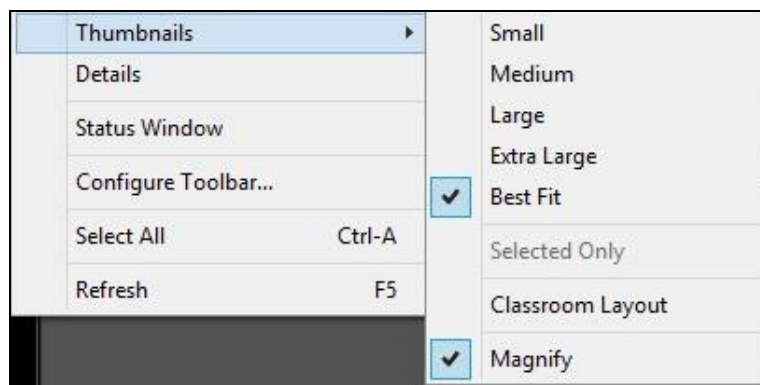 Thumbnails
Details
Status Window
Configure Toolbar...
Select All Ctrl-A
Refresh F5
Small
Medium
Large
Extra Large
Best Fit
Selected Only
Classroom Layout
Magnify